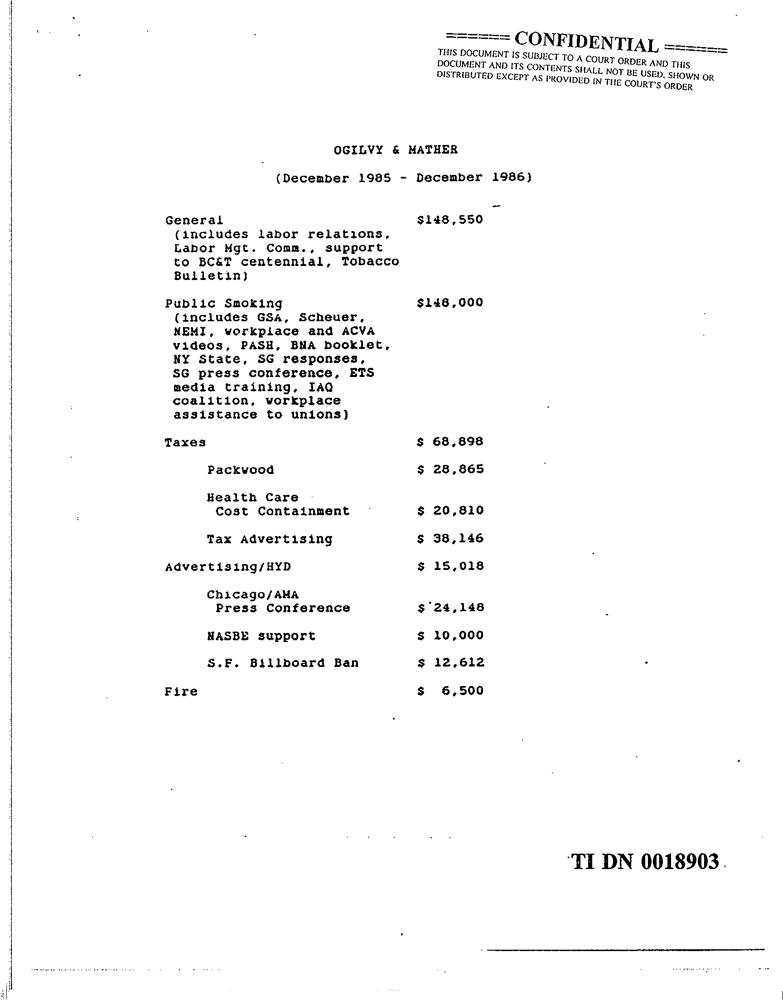 ====== CONFIDENTIAL ======
THIS DOCUMENT IS SUBJECT TO A COURT ORDER AND THIS
DOCUMENT AND ITS CONTENTS SHALL NOT BE USED, SHOWN OR
DISTRIBUTED EXCEPT AS PROVIDED IN THE COURT'S ORDER
OGILVY & MATHER
(December 1985 - December 1986)
General $148,550
(includes labor relations,
Labor Mgt. Comm., support
to BC&T centennial, Tobacco
Bulletin)
Public Smoking $148,000
(includes GSA, Scheuer,
NEMI, workplace and ACVA
videos, PASH, BNA booklet,
NY State, SG responses,
SG press conference, ETS
media training, IAQ
coalition, workplace
assistance to unions)
Taxes $ 68,898
Packwood $ 28,865
Health Care
Cost Containment $ 20,810
Tax Advertising $ 38,146
Advertising/HYD $ 15,018
Chicago/AMA
Press Conference $ 24,148
NASBE support $ 10,000
S.F. Billboard Ban $ 12,612
Fire $ 6,500
TI DN 0018903